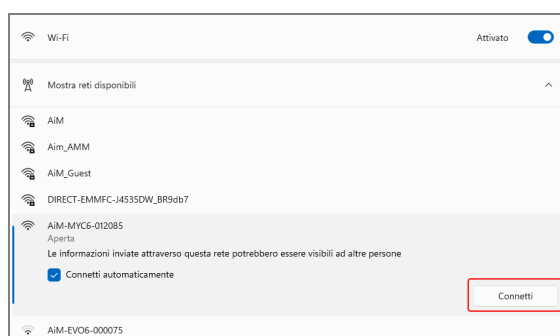 Wi-Fi
Attivato
Mostra reti disponibili
AiM
Aim_AMM
AiM_Guest
DIRECT-EMMFC-J4535DW_BR9db7
AiM-MYC6-012085
Aperta
Le informazioni inviate attraverso questa rete potrebbero essere visibili ad altre persone
Connetti automaticamente
Connetti
AiM-EVO6-000075